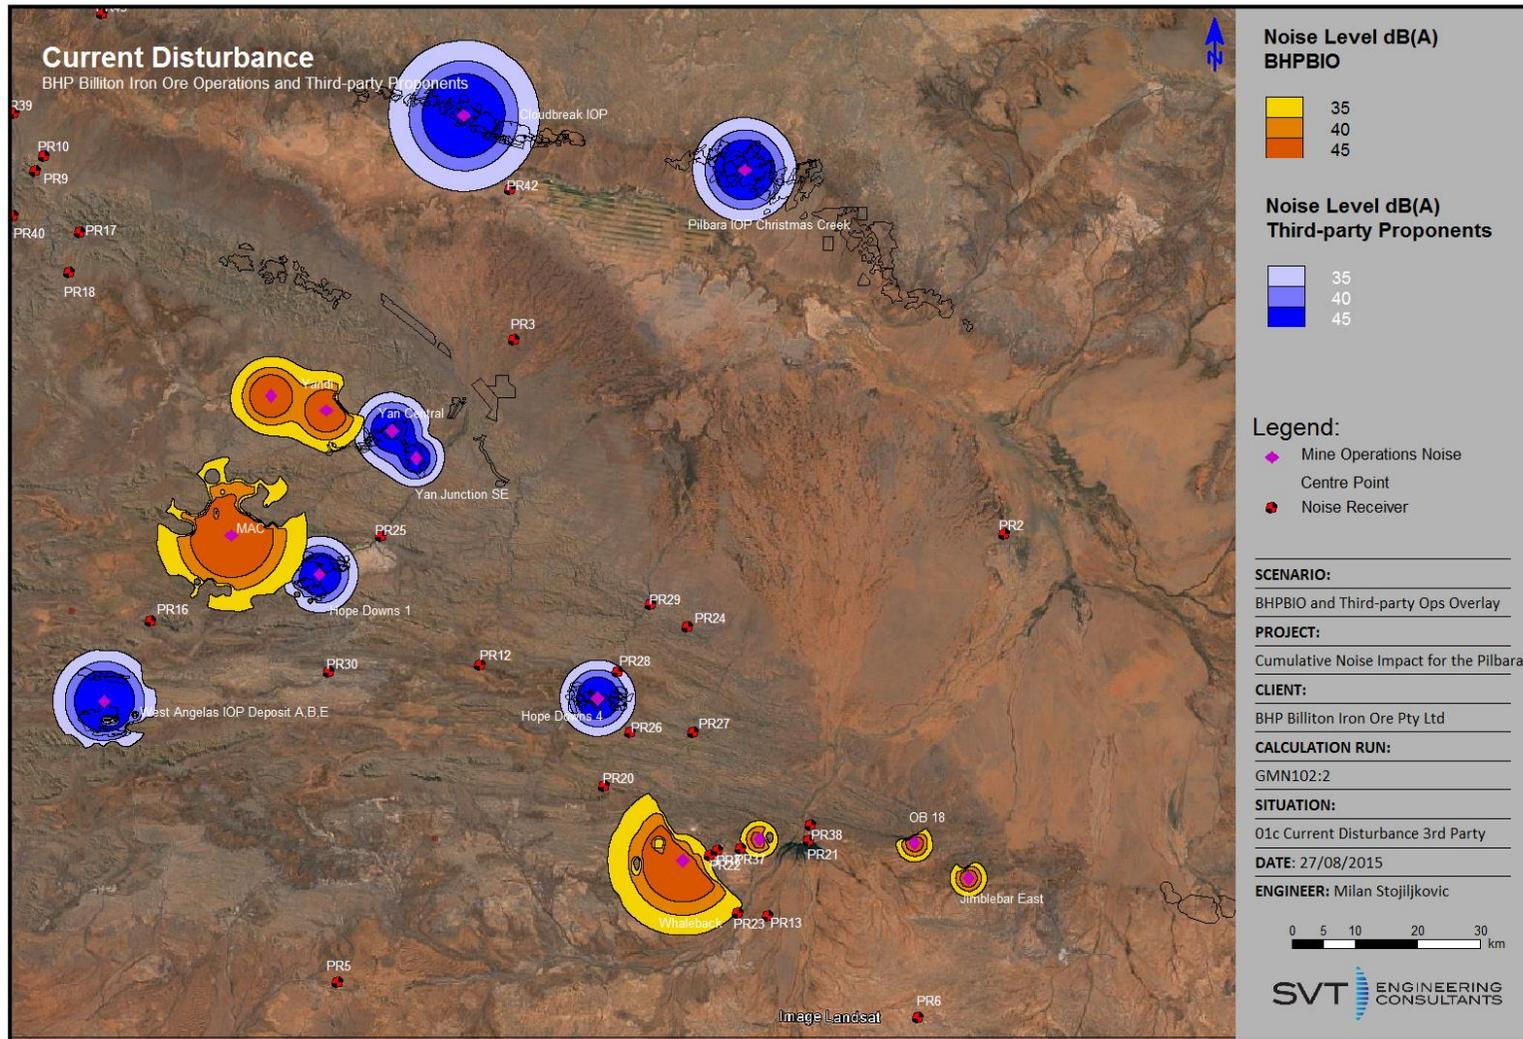 Current Disturbance
BHP Billiton Iron Ore Operations and Third-party Proponents
Cloudbreak IOP
PR10
PR9
PR42
PR40
PR17
PR18
Pilbara IOP Christmas Creek
PR3
Yandi
Yan Central
Yan Junction SE
MAC
PR25
PR2
Hope Downs 1
PR16
PR29
PR24
PR30
PR12
PR28
West Angelas IOP Deposit A,B,E
Hope Downs 4
PR26
PR27
PR20
OB 18
PR38
PR21
PR22
PR37
Jimblebar East
Whaleback
PR23
PR13
PR5
PR6
Image Landsat
N
Noise Level dB(A)
BHPBIO
35
40
45
Noise Level dB(A)
Third-party Proponents
35
40
45
Legend:
Mine Operations Noise
Centre Point
Noise Receiver
SCENARIO:
BHPBIO and Third-party Ops Overlay
PROJECT:
Cumulative Noise Impact for the Pilbara
CLIENT:
BHP Billiton Iron Ore Pty Ltd
CALCULATION RUN:
GMN102:2
SITUATION:
01c Current Disturbance 3rd Party
DATE: 27/08/2015
ENGINEER: Milan Stojiljkovic
0 5 10 20 30
km
SVT ENGINEERING
CONSULTANTS